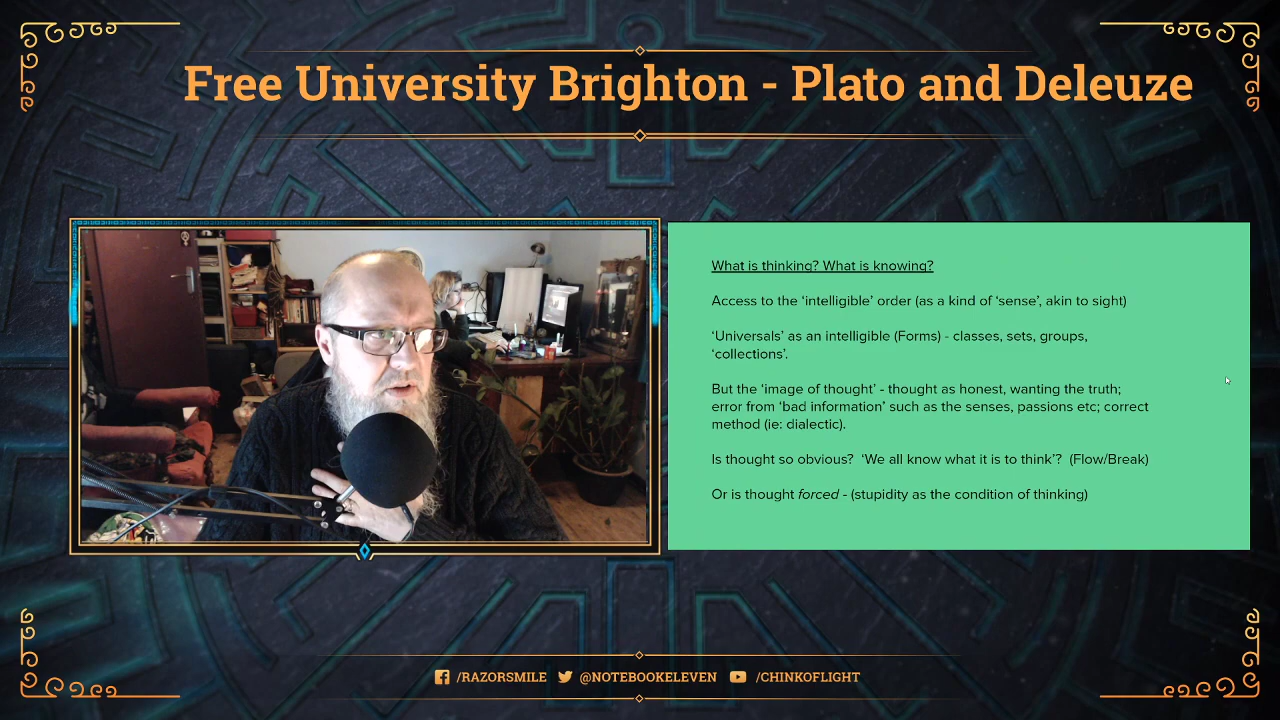 Free University Brighton - Plato and Deleuze
What is thinking? What is knowing?
Access to the ‘intelligible’ order (as a kind of ‘sense’, akin to sight)
‘Universals’ as an intelligible (Forms) - classes, sets, groups,
‘collections’.
But the ‘image of thought’ - thought as honest, wanting the truth;
error from ‘bad information’ such as the senses, passions etc; correct
method (ie: dialectic).
Is thought so obvious?  ‘We all know what it is to think’?  (Flow/Break)
Or is thought forced - (stupidity as the condition of thinking)
/RAZORSMILE @NOTEBOOKELEVEN /CHINKOFLIGHT